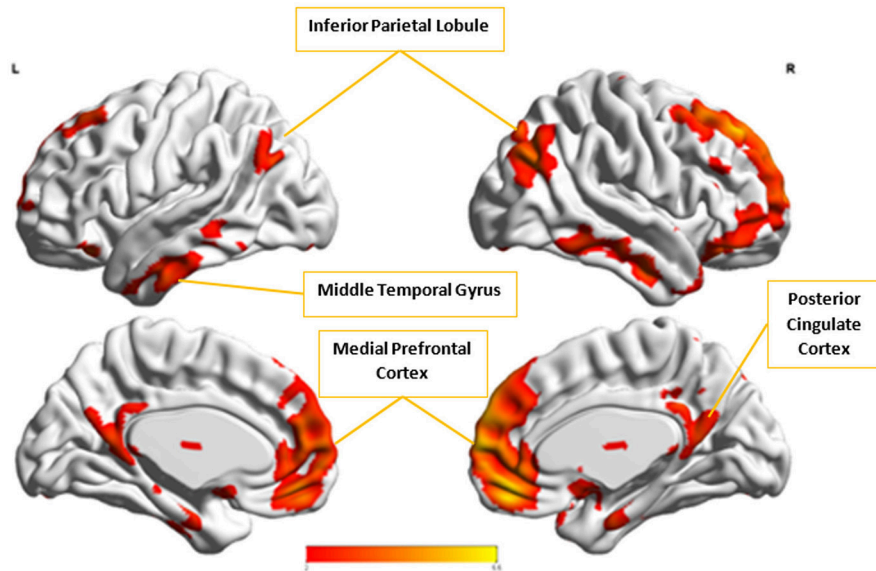 Inferior Parietal Lobule
L
R
Middle Temporal Gyrus
Posterior
Cingulate
Cortex
Medial Prefrontal
Cortex
2
6.6